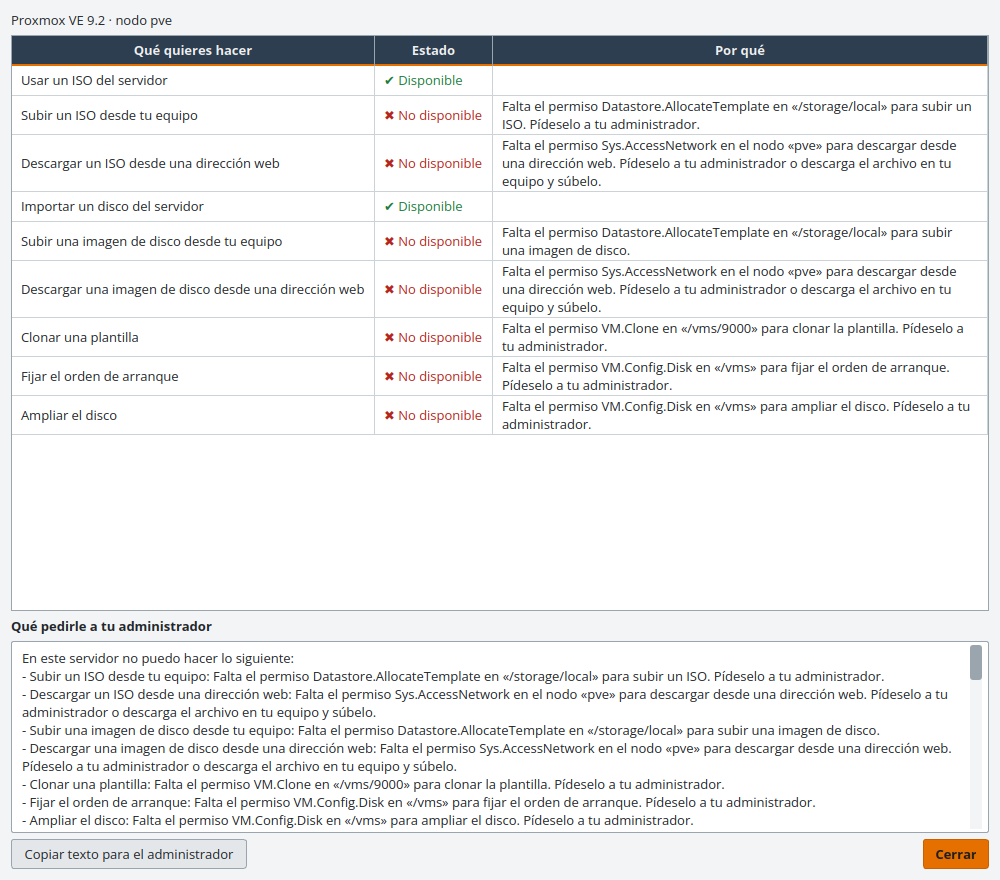 Proxmox VE 9.2 · nodo pve
Qué quieres hacer Estado Por qué
Usar un ISO del servidor ✔ Disponible
Subir un ISO desde tu equipo ✖ No disponible Falta el permiso Datastore.AllocateTemplate en «/storage/local» para subir un
ISO. Pídeselo a tu administrador.
Descargar un ISO desde una dirección web ✖ No disponible Falta el permiso Sys.AccessNetwork en el nodo «pve» para descargar desde
una dirección web. Pídeselo a tu administrador o descarga el archivo en tu
equipo y súbelo.
Importar un disco del servidor ✔ Disponible
Subir una imagen de disco desde tu equipo ✖ No disponible Falta el permiso Datastore.AllocateTemplate en «/storage/local» para subir
una imagen de disco.
Descargar una imagen de disco desde una dirección web ✖ No disponible Falta el permiso Sys.AccessNetwork en el nodo «pve» para descargar desde
una dirección web. Pídeselo a tu administrador o descarga el archivo en tu
equipo y súbelo.
Clonar una plantilla ✖ No disponible Falta el permiso VM.Clone en «/vms/9000» para clonar la plantilla. Pídeselo a
tu administrador.
Fijar el orden de arranque ✖ No disponible Falta el permiso VM.Config.Disk en «/vms» para fijar el orden de arranque.
Pídeselo a tu administrador.
Ampliar el disco ✖ No disponible Falta el permiso VM.Config.Disk en «/vms» para ampliar el disco. Pídeselo a tu
administrador.
Qué pedirle a tu administrador
En este servidor no puedo hacer lo siguiente:
- Subir un ISO desde tu equipo: Falta el permiso Datastore.AllocateTemplate en «/storage/local» para subir un ISO. Pídeselo a tu administrador.
- Descargar un ISO desde una dirección web: Falta el permiso Sys.AccessNetwork en el nodo «pve» para descargar desde una dirección web. Pídeselo a tu
administrador o descarga el archivo en tu equipo y súbelo.
- Subir una imagen de disco desde tu equipo: Falta el permiso Datastore.AllocateTemplate en «/storage/local» para subir una imagen de disco.
- Descargar una imagen de disco desde una dirección web: Falta el permiso Sys.AccessNetwork en el nodo «pve» para descargar desde una dirección web.
Pídeselo a tu administrador o descarga el archivo en tu equipo y súbelo.
- Clonar una plantilla: Falta el permiso VM.Clone en «/vms/9000» para clonar la plantilla. Pídeselo a tu administrador.
- Fijar el orden de arranque: Falta el permiso VM.Config.Disk en «/vms» para fijar el orden de arranque. Pídeselo a tu administrador.
- Ampliar el disco: Falta el permiso VM.Config.Disk en «/vms» para ampliar el disco. Pídeselo a tu administrador.
Copiar texto para el administrador Cerrar